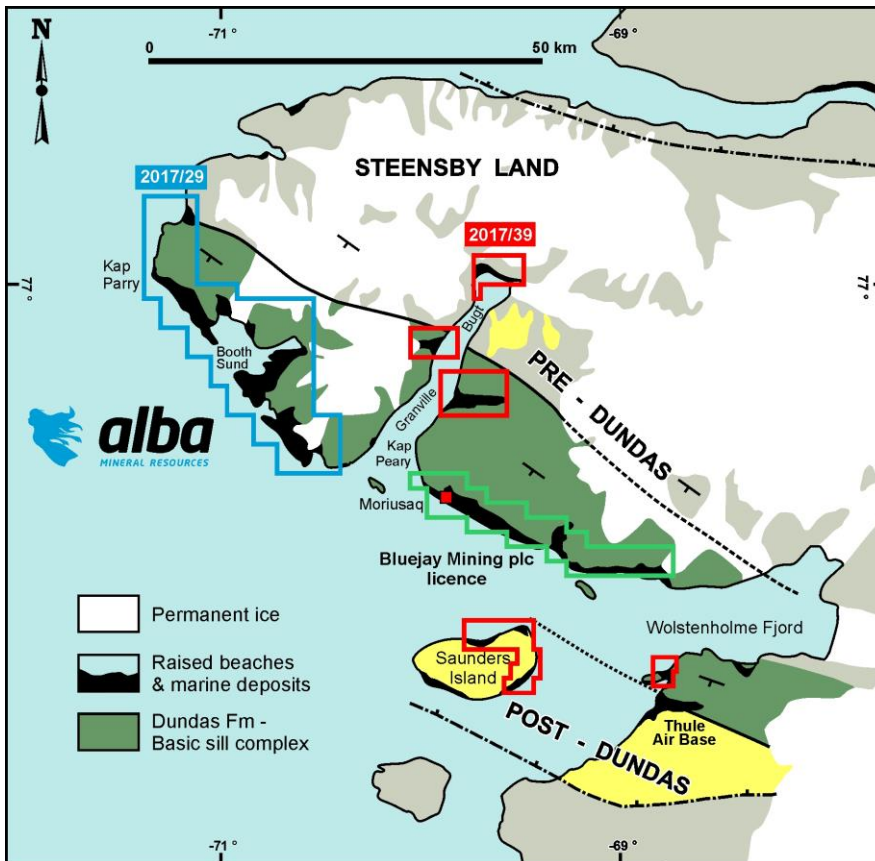 N
-71 °
-69 °
0
50 km
2017/29
STEENSBY LAND
2017/39
Kap
Parry
77 °
77 °
Bugt
Booth
Sund
Granville
PRE - DUNDAS
alba
MINERAL RESOURCES
Kap
Peary
Moriusaq
Bluejay Mining plc
licence
Permanent ice
Wolstenholme Fjord
Raised beaches
& marine deposits
Saunders
Island
Dundas Fm -
Basic sill complex
POST - DUNDAS
Thule
Air Base
-71 °
-69 °